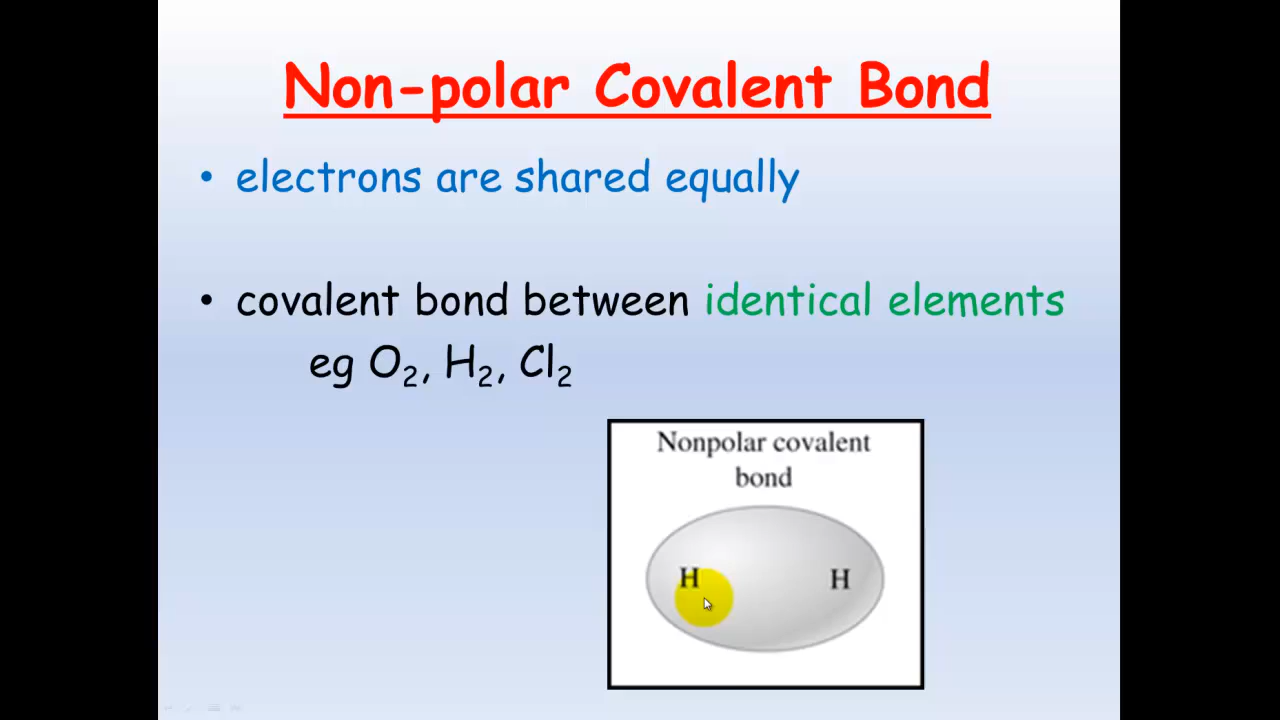 Non-polar Covalent Bond
• electrons are shared equally
• covalent bond between identical elements
eg O₂, H₂, Cl₂
Nonpolar covalent
bond
H H